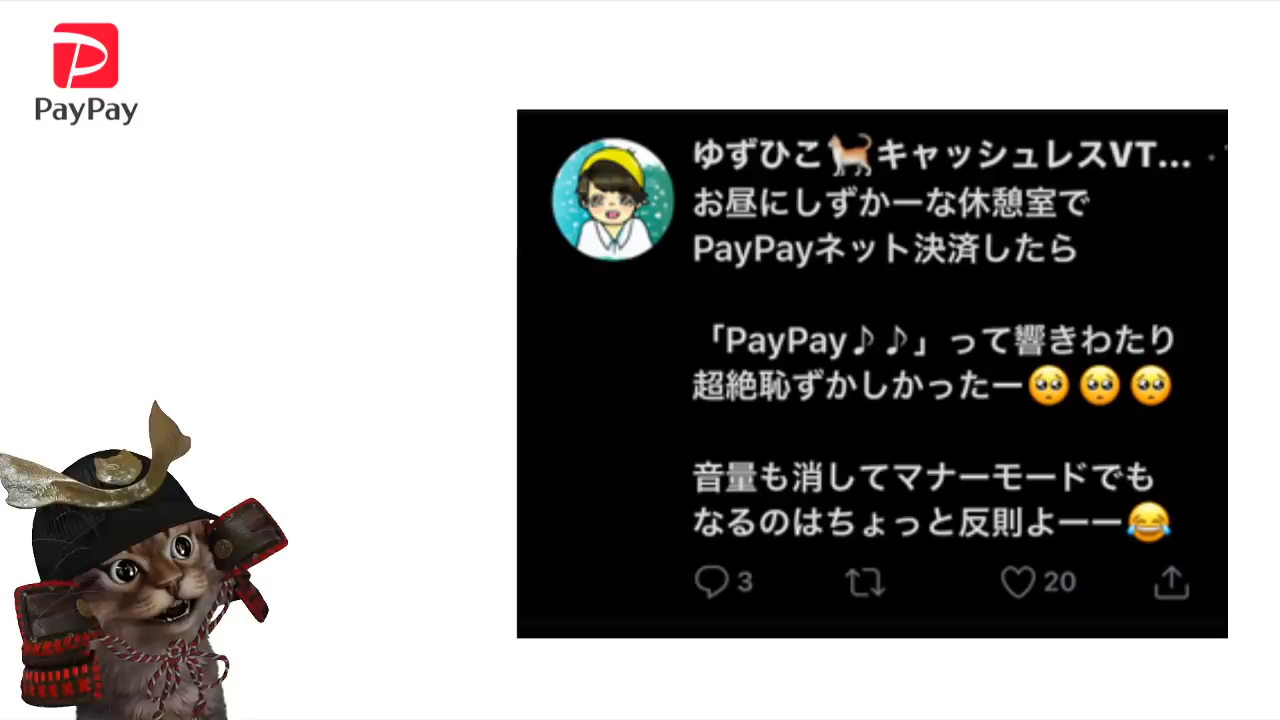 PayPay
ゆずひこ🐈キャッシュレスVT...
お昼にしずかーな休憩室で
PayPayネット決済したら
「PayPay♪♪」って響きわたり
超絶恥ずかしかったー🥺🥺🥺
音量も消してマナーモードでも
なるのはちょっと反則よーー😂
3
20